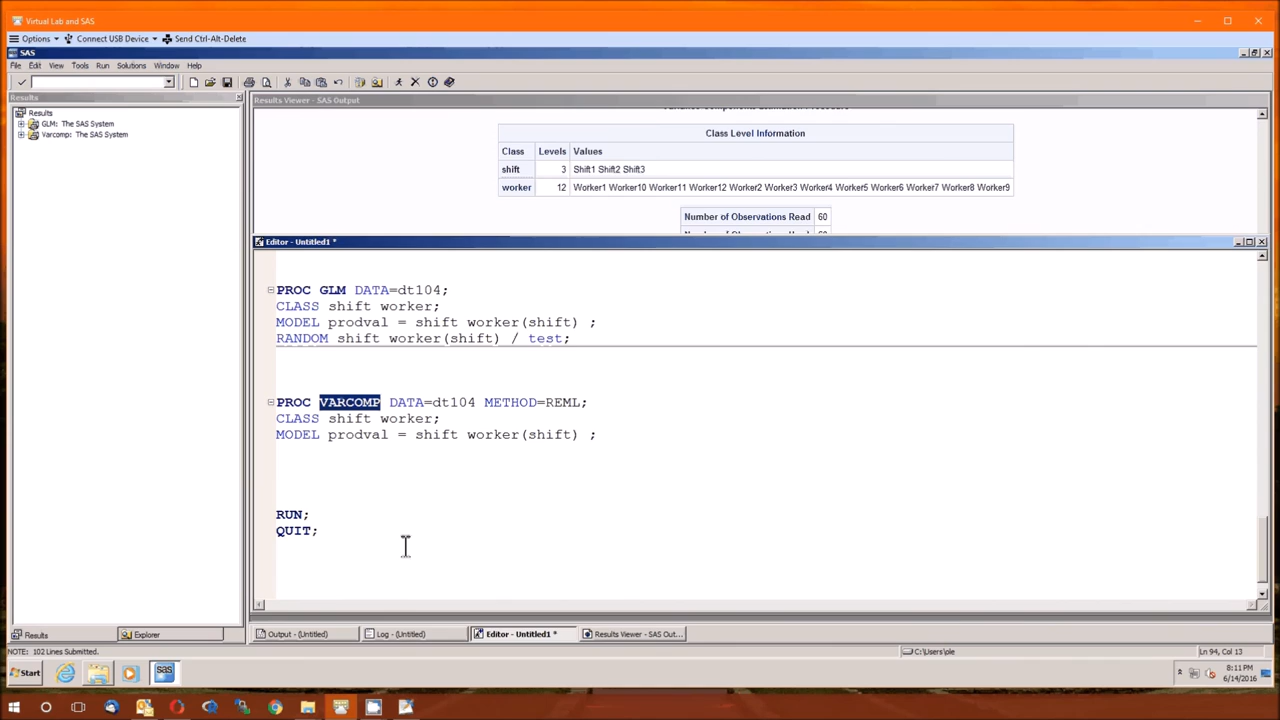 Virtual Lab and SAS
Options Connect USB Device Send Ctrl-Alt-Delete
SAS
File Edit View Tools Run Solutions Window Help
Results
Results
GLM: The SAS System
Varcomp: The SAS System
Results Viewer - SAS Output
Variance Components Estimation Procedure
Class Level Information
Class Levels Values
shift 3 Shift1 Shift2 Shift3
worker 12 Worker1 Worker10 Worker11 Worker12 Worker2 Worker3 Worker4 Worker5 Worker6 Worker7 Worker8 Worker9
Number of Observations Read 60
Editor - Untitled1 *
PROC GLM DATA=dt104;
CLASS shift worker;
MODEL prodval = shift worker(shift) ;
RANDOM shift worker(shift) / test;
PROC VARCOMP DATA=dt104 METHOD=REML;
CLASS shift worker;
MODEL prodval = shift worker(shift) ;
RUN;
QUIT;
Results Explorer
Output - (Untitled) Log - (Untitled) Editor - Untitled1 * Results Viewer - SAS Out...
NOTE: 102 Lines Submitted. C:\Users\ple Ln 94, Col 13
Start sas 8:11 PM
6/14/2016